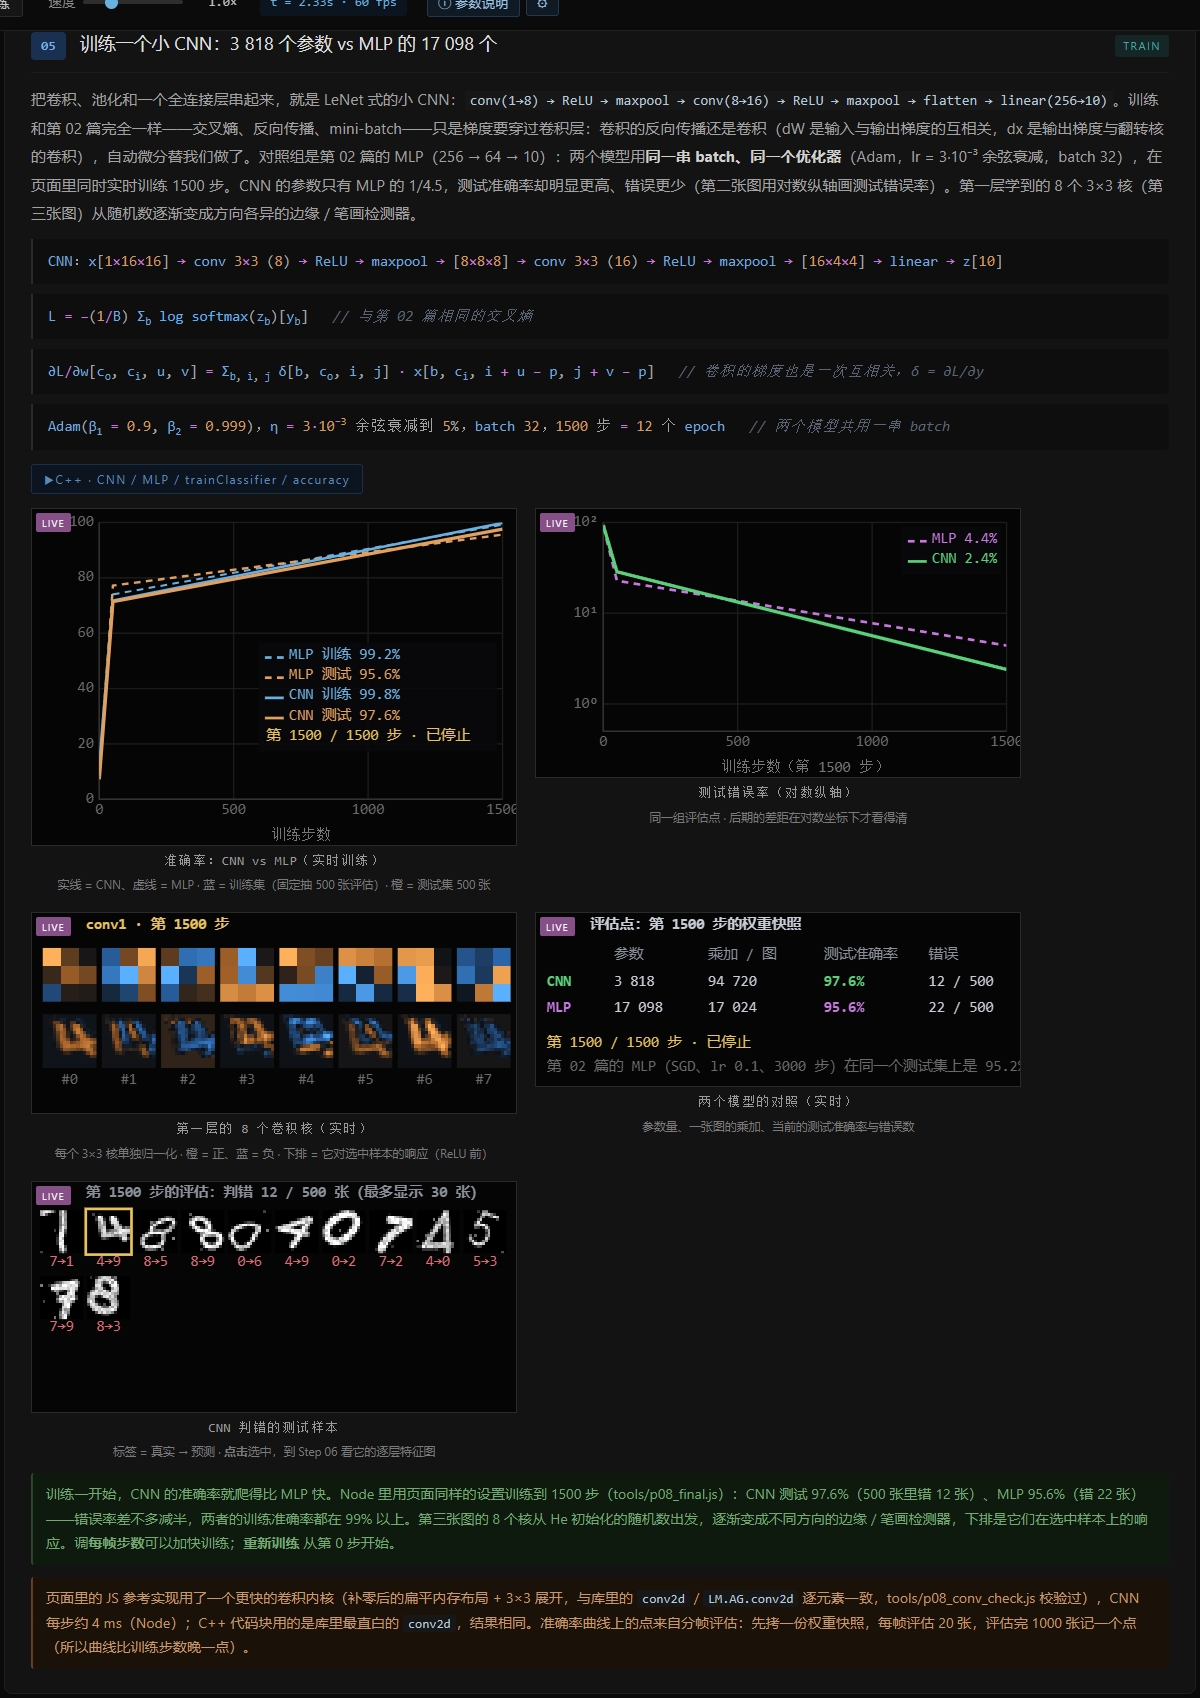 练 速度 1.0x t = 2.33s · 60 fps ⓘ 参数说明 ⚙
05 训练一个小 CNN：3 818 个参数 vs MLP 的 17 098 个 TRAIN
把卷积、池化和一个全连接层串起来，就是 LeNet 式的小 CNN： conv(1→8) → ReLU → maxpool → conv(8→16) → ReLU → maxpool → flatten → linear(256→10) 。训练
和第 02 篇完全一样——交叉熵、反向传播、mini-batch——只是梯度要穿过卷积层：卷积的反向传播还是卷积（dW 是输入与输出梯度的互相关，dx 是输出梯度与翻转核
的卷积），自动微分替我们做了。对照组是第 02 篇的 MLP（256 → 64 → 10）：两个模型用同一串 batch、同一个优化器（Adam，lr = 3·10⁻³ 余弦衰减，batch 32），在
页面里同时实时训练 1500 步。CNN 的参数只有 MLP 的 1/4.5，测试准确率却明显更高、错误更少（第二张图用对数纵轴画测试错误率）。第一层学到的 8 个 3×3 核（第
三张图）从随机数逐渐变成方向各异的边缘 / 笔画检测器。
CNN：x[1×16×16] → conv 3×3 (8) → ReLU → maxpool → [8×8×8] → conv 3×3 (16) → ReLU → maxpool → [16×4×4] → linear → z[10]
L = −(1/B) Σ_b log softmax(z_b)[y_b] // 与第 02 篇相同的交叉熵
∂L/∂w[c_o, c_i, u, v] = Σ_b, i, j δ[b, c_o, i, j] · x[b, c_i, i + u − p, j + v − p] // 卷积的梯度也是一次互相关，δ = ∂L/∂y
Adam(β₁ = 0.9, β₂ = 0.999)，η = 3·10⁻³ 余弦衰减到 5%，batch 32，1500 步 = 12 个 epoch // 两个模型共用一串 batch
▶C++ · CNN / MLP / trainClassifier / accuracy
LIVE
100
80
60
40
20
0
0 500 1000 1500
训练步数
MLP 训练 99.2%
MLP 测试 95.6%
CNN 训练 99.8%
CNN 测试 97.6%
第 1500 / 1500 步 · 已停止
准确率：CNN vs MLP（实时训练）
实线 = CNN、虚线 = MLP · 蓝 = 训练集（固定抽 500 张评估）· 橙 = 测试集 500 张
LIVE
10²
10¹
10⁰
MLP 4.4%
CNN 2.4%
0 500 1000 1500
训练步数（第 1500 步）
测试错误率（对数纵轴）
同一组评估点 · 后期的差距在对数坐标下才看得清
LIVE conv1 · 第 1500 步
#0 #1 #2 #3 #4 #5 #6 #7
第一层的 8 个卷积核（实时）
每个 3×3 核单独归一化 · 橙 = 正、蓝 = 负 · 下排 = 它对选中样本的响应（ReLU 前）
LIVE 评估点：第 1500 步的权重快照
参数 乘加 / 图 测试准确率 错误
CNN 3 818 94 720 97.6% 12 / 500
MLP 17 098 17 024 95.6% 22 / 500
第 1500 / 1500 步 · 已停止
第 02 篇的 MLP（SGD、lr 0.1、3000 步）在同一个测试集上是 95.2%
两个模型的对照（实时）
参数量、一张图的乘加、当前的测试准确率与错误数
LIVE 第 1500 步的评估：判错 12 / 500 张（最多显示 30 张）
7→1 4→9 8→5 8→9 0→6 4→9 0→2 7→2 4→0 5→3
7→9 8→3
CNN 判错的测试样本
标签 = 真实 → 预测 · 点击选中，到 Step 06 看它的逐层特征图
训练一开始，CNN 的准确率就爬得比 MLP 快。Node 里用页面同样的设置训练到 1500 步（tools/p08_final.js）：CNN 测试 97.6%（500 张里错 12 张）、MLP 95.6%（错 22 张）
——错误率差不多减半，两者的训练准确率都在 99% 以上。第三张图的 8 个核从 He 初始化的随机数出发，逐渐变成不同方向的边缘 / 笔画检测器，下排是它们在选中样本上的响
应。调每帧步数可以加快训练；重新训练 从第 0 步开始。
页面里的 JS 参考实现用了一个更快的卷积内核（补零后的扁平内存布局 + 3×3 展开，与库里的 conv2d / LM.AG.conv2d 逐元素一致，tools/p08_conv_check.js 校验过），CNN
每步约 4 ms（Node）；C++ 代码块用的是库里最直白的 conv2d ，结果相同。准确率曲线上的点来自分帧评估：先拷一份权重快照，每帧评估 20 张，评估完 1000 张记一个点
（所以曲线比训练步数晚一点）。